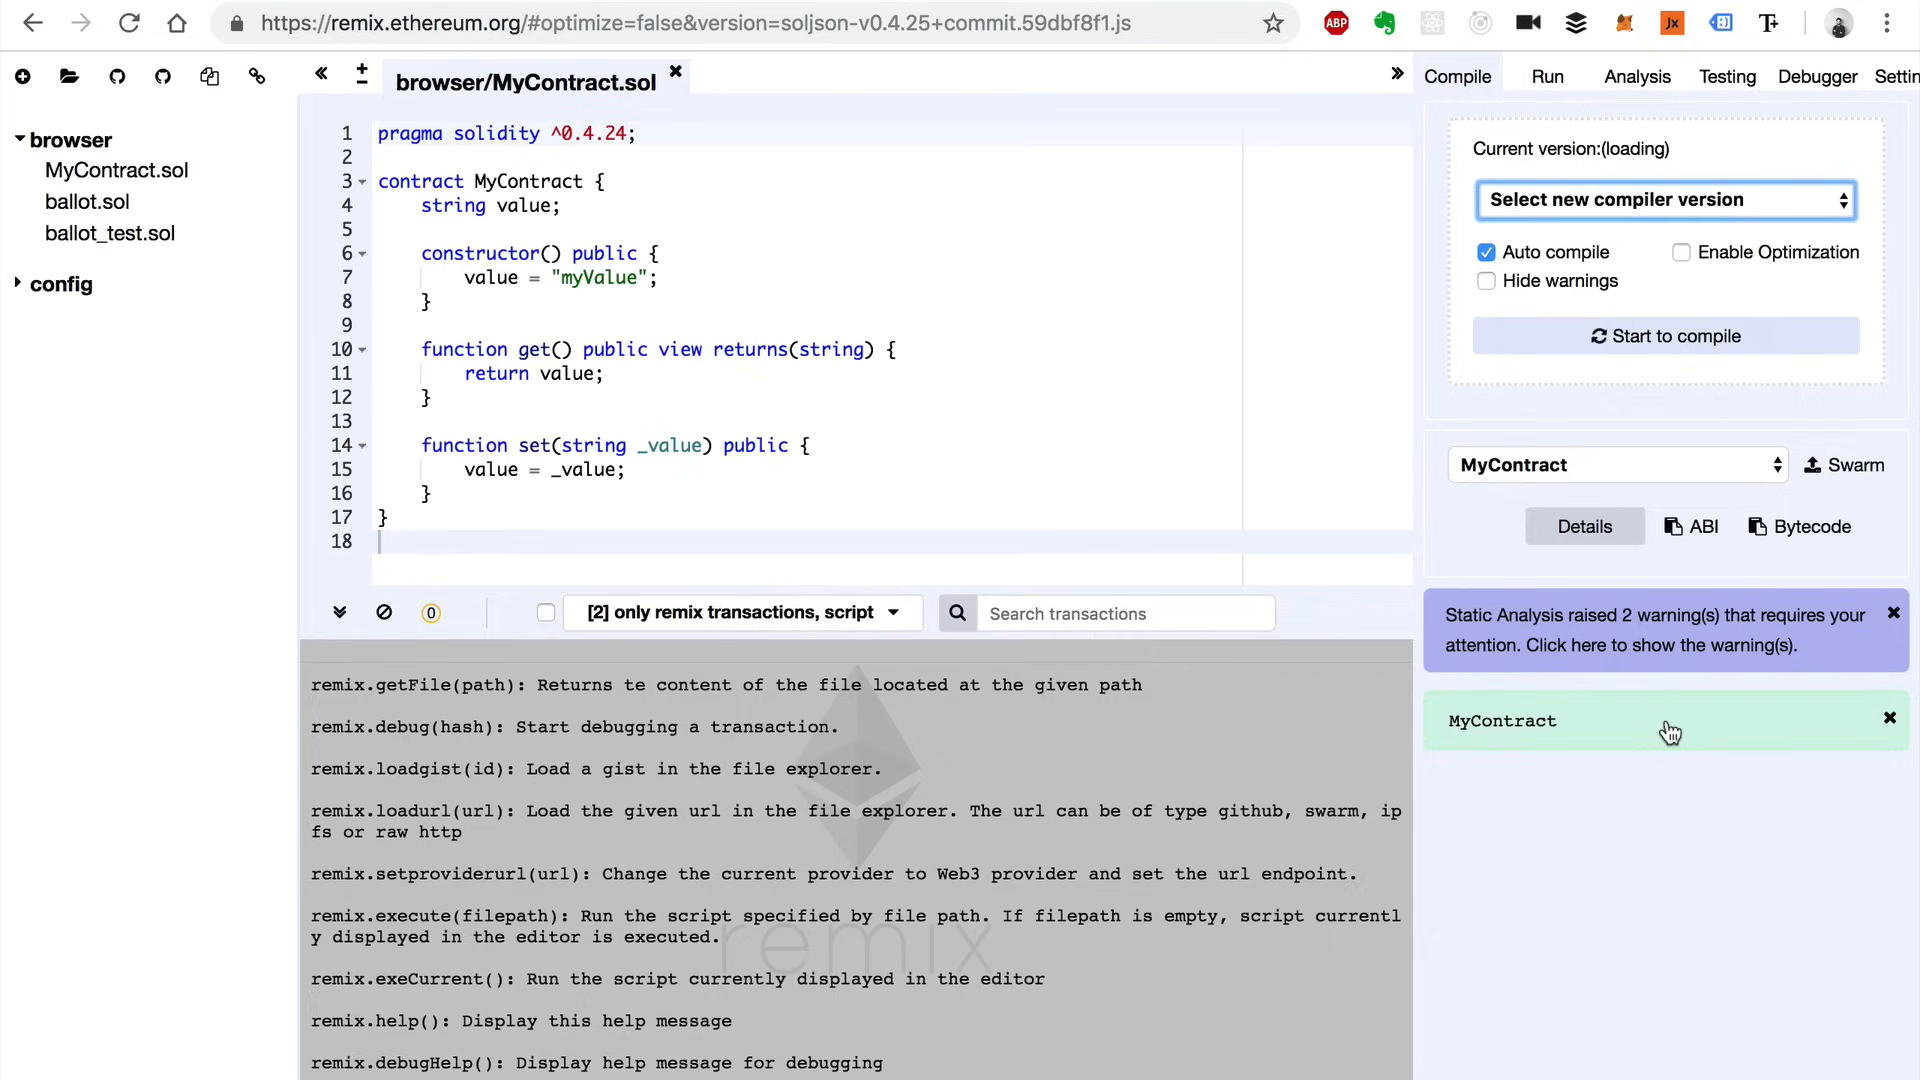 https://remix.ethereum.org/#optimize=false&version=soljson-v0.4.25+commit.59dbf8f1.js
ABP
Jx
browser/MyContract.sol
Compile Run Analysis Testing Debugger Settin
browser
MyContract.sol
ballot.sol
ballot_test.sol
config
1 pragma solidity ^0.4.24;
2
3 contract MyContract {
4 string value;
5
6 constructor() public {
7 value = "myValue";
8 }
9
10 function get() public view returns(string) {
11 return value;
12 }
13
14 function set(string _value) public {
15 value = _value;
16 }
17 }
18
Current version:(loading)
Select new compiler version
Auto compile Enable Optimization
Hide warnings
Start to compile
MyContract Swarm
Details ABI Bytecode
Static Analysis raised 2 warning(s) that requires your
attention. Click here to show the warning(s).
MyContract
0 [2] only remix transactions, script Search transactions
remix.getFile(path): Returns te content of the file located at the given path
remix.debug(hash): Start debugging a transaction.
remix.loadgist(id): Load a gist in the file explorer.
remix.loadurl(url): Load the given url in the file explorer. The url can be of type github, swarm, ip
fs or raw http
remix.setproviderurl(url): Change the current provider to Web3 provider and set the url endpoint.
remix.execute(filepath): Run the script specified by file path. If filepath is empty, script currentl
y displayed in the editor is executed.
remix
remix.exeCurrent(): Run the script currently displayed in the editor
remix.help(): Display this help message
remix.debugHelp(): Display help message for debugging